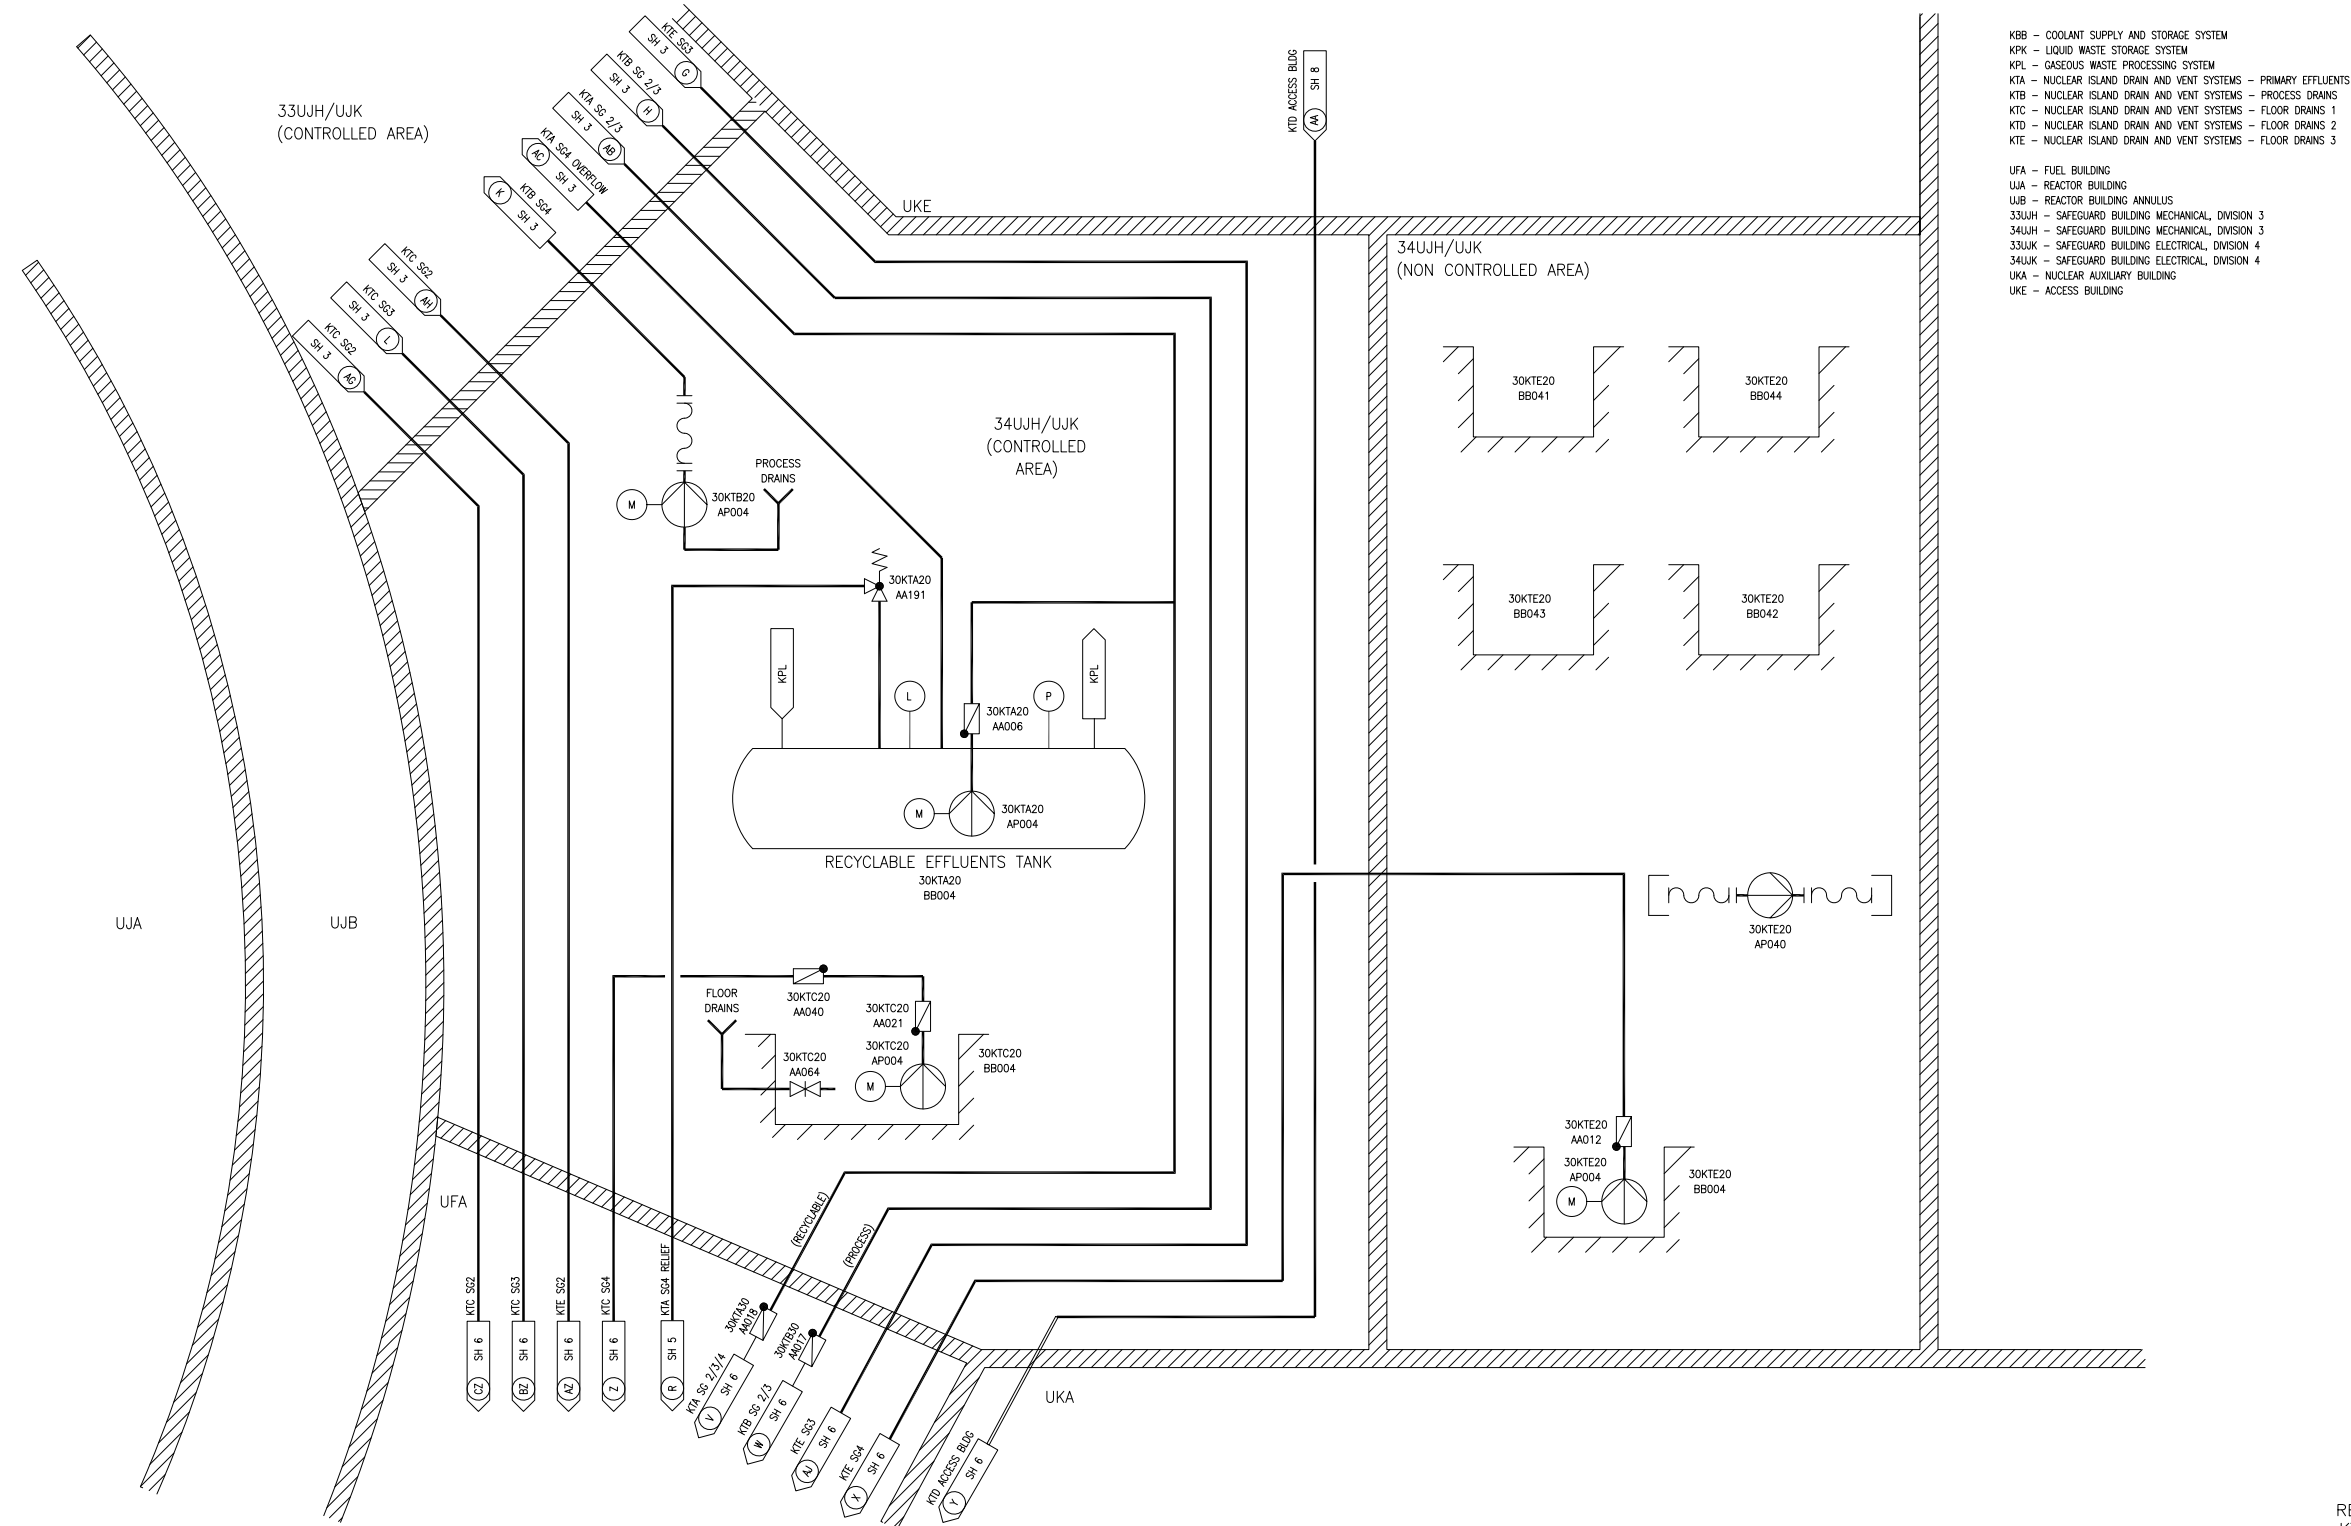 KTE SG3
SH 3
G
KTB SG 2/3
SH 3
H
KTA SG 2/3
SH 3
AB
KTA SG4 OVERFLOW
AC
SH 3
KTB SG4
K
SH 3
KTC SG2
SH 3
AH
KTC SG3
SH 3
L
KTC SG2
SH 3
AG
33UJH/UJK
(CONTROLLED AREA)
KTD ACCESS BLDG
SH 8
AA
UKE
34UJH/UJK
(NON CONTROLLED AREA)
KBB – COOLANT SUPPLY AND STORAGE SYSTEM
KPK – LIQUID WASTE STORAGE SYSTEM
KPL – GASEOUS WASTE PROCESSING SYSTEM
KTA – NUCLEAR ISLAND DRAIN AND VENT SYSTEMS – PRIMARY EFFLUENTS
KTB – NUCLEAR ISLAND DRAIN AND VENT SYSTEMS – PROCESS DRAINS
KTC – NUCLEAR ISLAND DRAIN AND VENT SYSTEMS – FLOOR DRAINS 1
KTD – NUCLEAR ISLAND DRAIN AND VENT SYSTEMS – FLOOR DRAINS 2
KTE – NUCLEAR ISLAND DRAIN AND VENT SYSTEMS – FLOOR DRAINS 3
UFA – FUEL BUILDING
UJA – REACTOR BUILDING
UJB – REACTOR BUILDING ANNULUS
33UJH – SAFEGUARD BUILDING MECHANICAL, DIVISION 3
34UJH – SAFEGUARD BUILDING MECHANICAL, DIVISION 3
33UJK – SAFEGUARD BUILDING ELECTRICAL, DIVISION 4
34UJK – SAFEGUARD BUILDING ELECTRICAL, DIVISION 4
UKA – NUCLEAR AUXILIARY BUILDING
UKE – ACCESS BUILDING
30KTE20
BB041
30KTE20
BB044
34UJH/UJK
(CONTROLLED
AREA)
PROCESS
DRAINS
M
30KTB20
AP004
30KTA20
AA191
30KTE20
BB043
30KTE20
BB042
KPL
L
30KTA20
AA006
P
KPL
M
30KTA20
AP004
RECYCLABLE EFFLUENTS TANK
30KTA20
BB004
UJA
UJB
30KTE20
AP040
FLOOR
DRAINS
30KTC20
AA040
30KTC20
AA021
30KTC20
AP004
30KTC20
AA064
M
30KTC20
BB004
30KTE20
AA012
30KTE20
AP004
M
30KTE20
BB004
UFA
(RECYCLABLE)
(PROCESS)
KTC SG2
SH 6
CZ
KTC SG3
SH 6
BZ
KTE SG2
SH 6
AZ
KTC SG4
SH 6
Z
KTA SG4 RELIEF
SH 5
R
30KTA30
AA018
KTA SG 2/3/4
SH 6
V
30KTB30
AA017
KTB SG 2/3
SH 6
W
KTE SG3
SH 6
AJ
KTE SG4
SH 6
X
KTD ACCESS BLDG
SH 6
Y
UKA